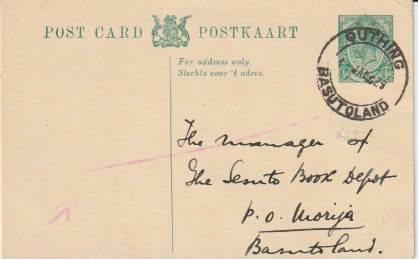 POST CARD POSTKAART
For address only.
Slechts voor 't adres.
QUTHING
BASUTOLAND
The manager of
The Sesuto Book Depot
P.O. Morija
Basutoland.